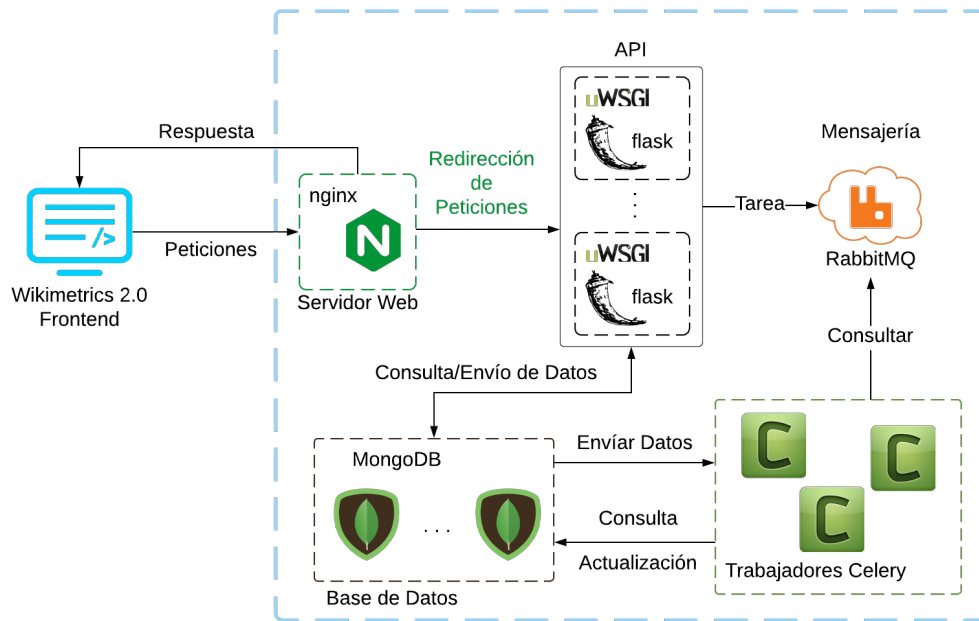 API
uWSGI
flask
Mensajería
Respuesta
Redirección
de
Peticiones
nginx
Tarea
Peticiones
uWSGI
flask
RabbitMQ
Wikimetrics 2.0
Frontend
Servidor Web
Consultar
Consulta/Envío de Datos
MongoDB
Envíar Datos
Consulta
Actualización
Trabajadores Celery
Base de Datos